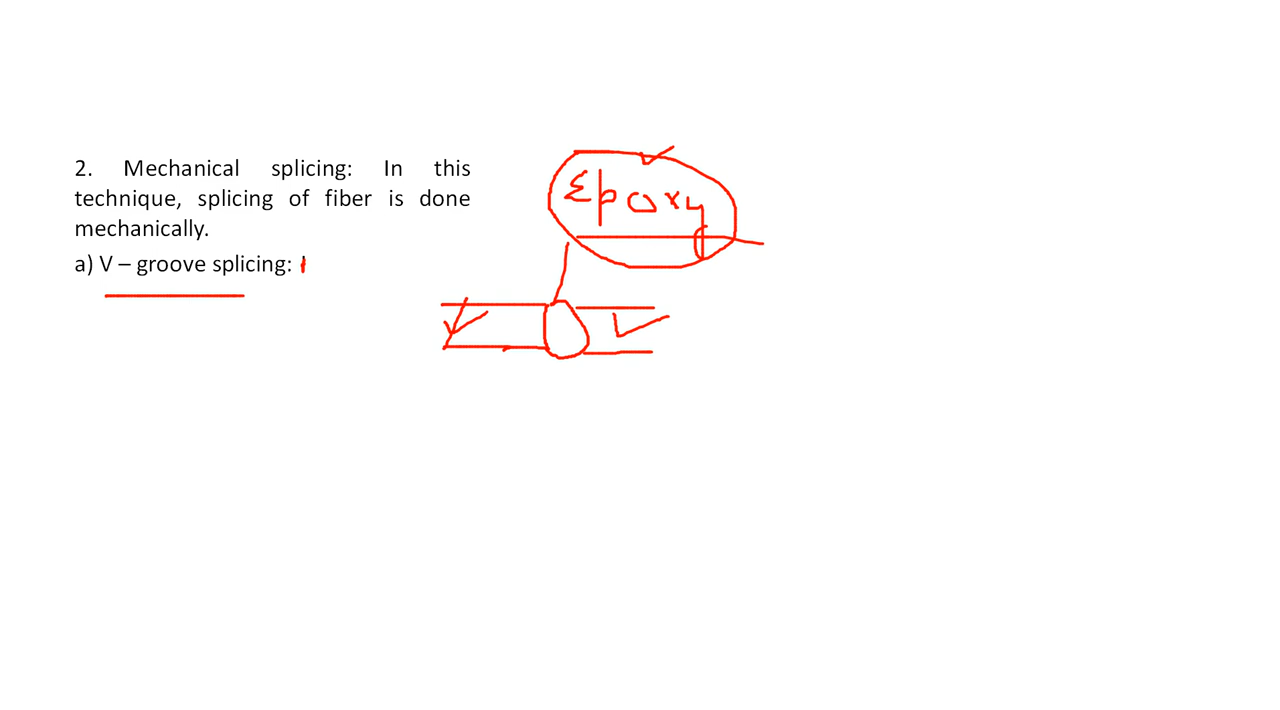 2. Mechanical splicing: In this
technique, splicing of fiber is done
mechanically.
a) V – groove splicing:
Epoxy